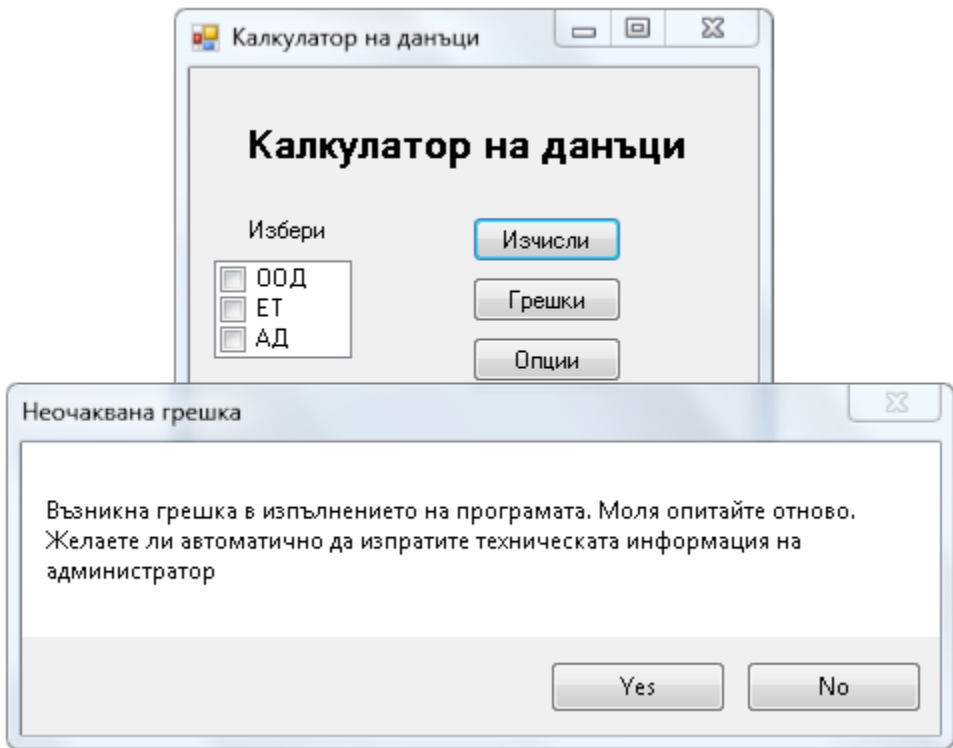 Калкулатор на данъци
Калкулатор на данъци
Избери
Изчисли
ООД
ЕТ
Грешки
АД
Опции
Неочаквана грешка
Възникна грешка в изпълнението на програмата. Моля опитайте отново.
Желаете ли автоматично да изпратите техническата информация на
администратор
Yes
No